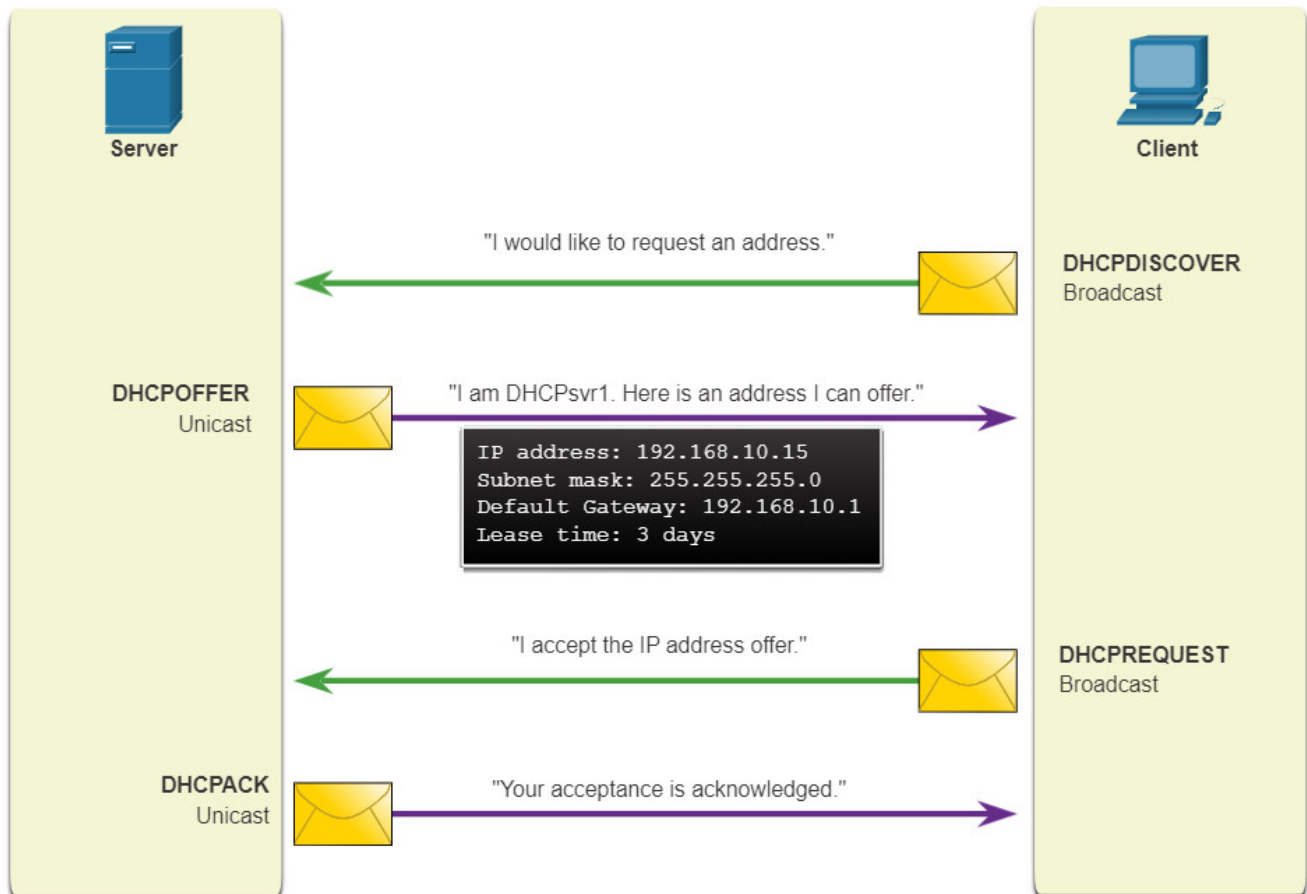 Server
Client
"I would like to request an address."
DHCPDISCOVER
Broadcast
DHCPOFFER
Unicast
"I am DHCPsvr1. Here is an address I can offer."
IP address: 192.168.10.15
Subnet mask: 255.255.255.0
Default Gateway: 192.168.10.1
Lease time: 3 days
"I accept the IP address offer."
DHCPREQUEST
Broadcast
DHCPACK
Unicast
"Your acceptance is acknowledged."